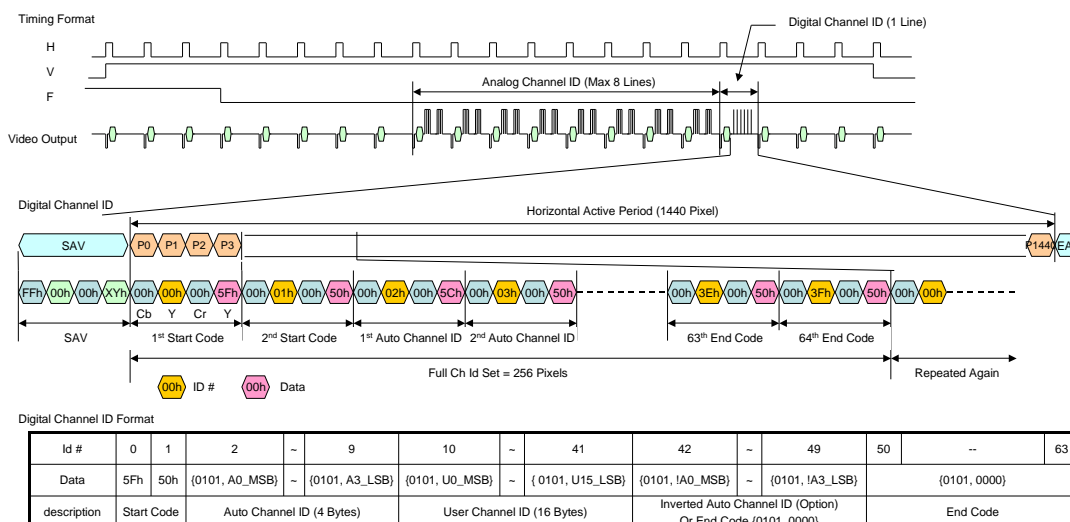 Timing Format
Digital Channel ID (1 Line)
H
V
Analog Channel ID (Max 8 Lines)
F
Video Output
Digital Channel ID
Horizontal Active Period (1440 Pixel)
SAV P0 P1 P2 P3 P1440 EA
FFh 00h 00h XYh 00h 00h 00h 5Fh 00h 01h 00h 50h 00h 02h 00h 5Ch 00h 03h 00h 50h 00h 3Eh 00h 50h 00h 3Fh 00h 50h 00h 00h
Cb Y Cr Y
SAV 1st Start Code 2nd Start Code 1st Auto Channel ID 2nd Auto Channel ID 63th End Code 64th End Code
Full Ch Id Set = 256 Pixels Repeated Again
00h ID # 00h Data
Digital Channel ID Format
Id # 0 1 2 ~ 9 10 ~ 41 42 ~ 49 50 -- 63
Data 5Fh 50h {0101, A0_MSB} ~ {0101, A3_LSB} {0101, U0_MSB} ~ { 0101, U15_LSB} {0101, !A0_MSB} ~ {0101, !A3_LSB} {0101, 0000}
description Start Code Auto Channel ID (4 Bytes) User Channel ID (16 Bytes) Inverted Auto Channel ID (Option) End Code
Or End Code {0101, 0000}